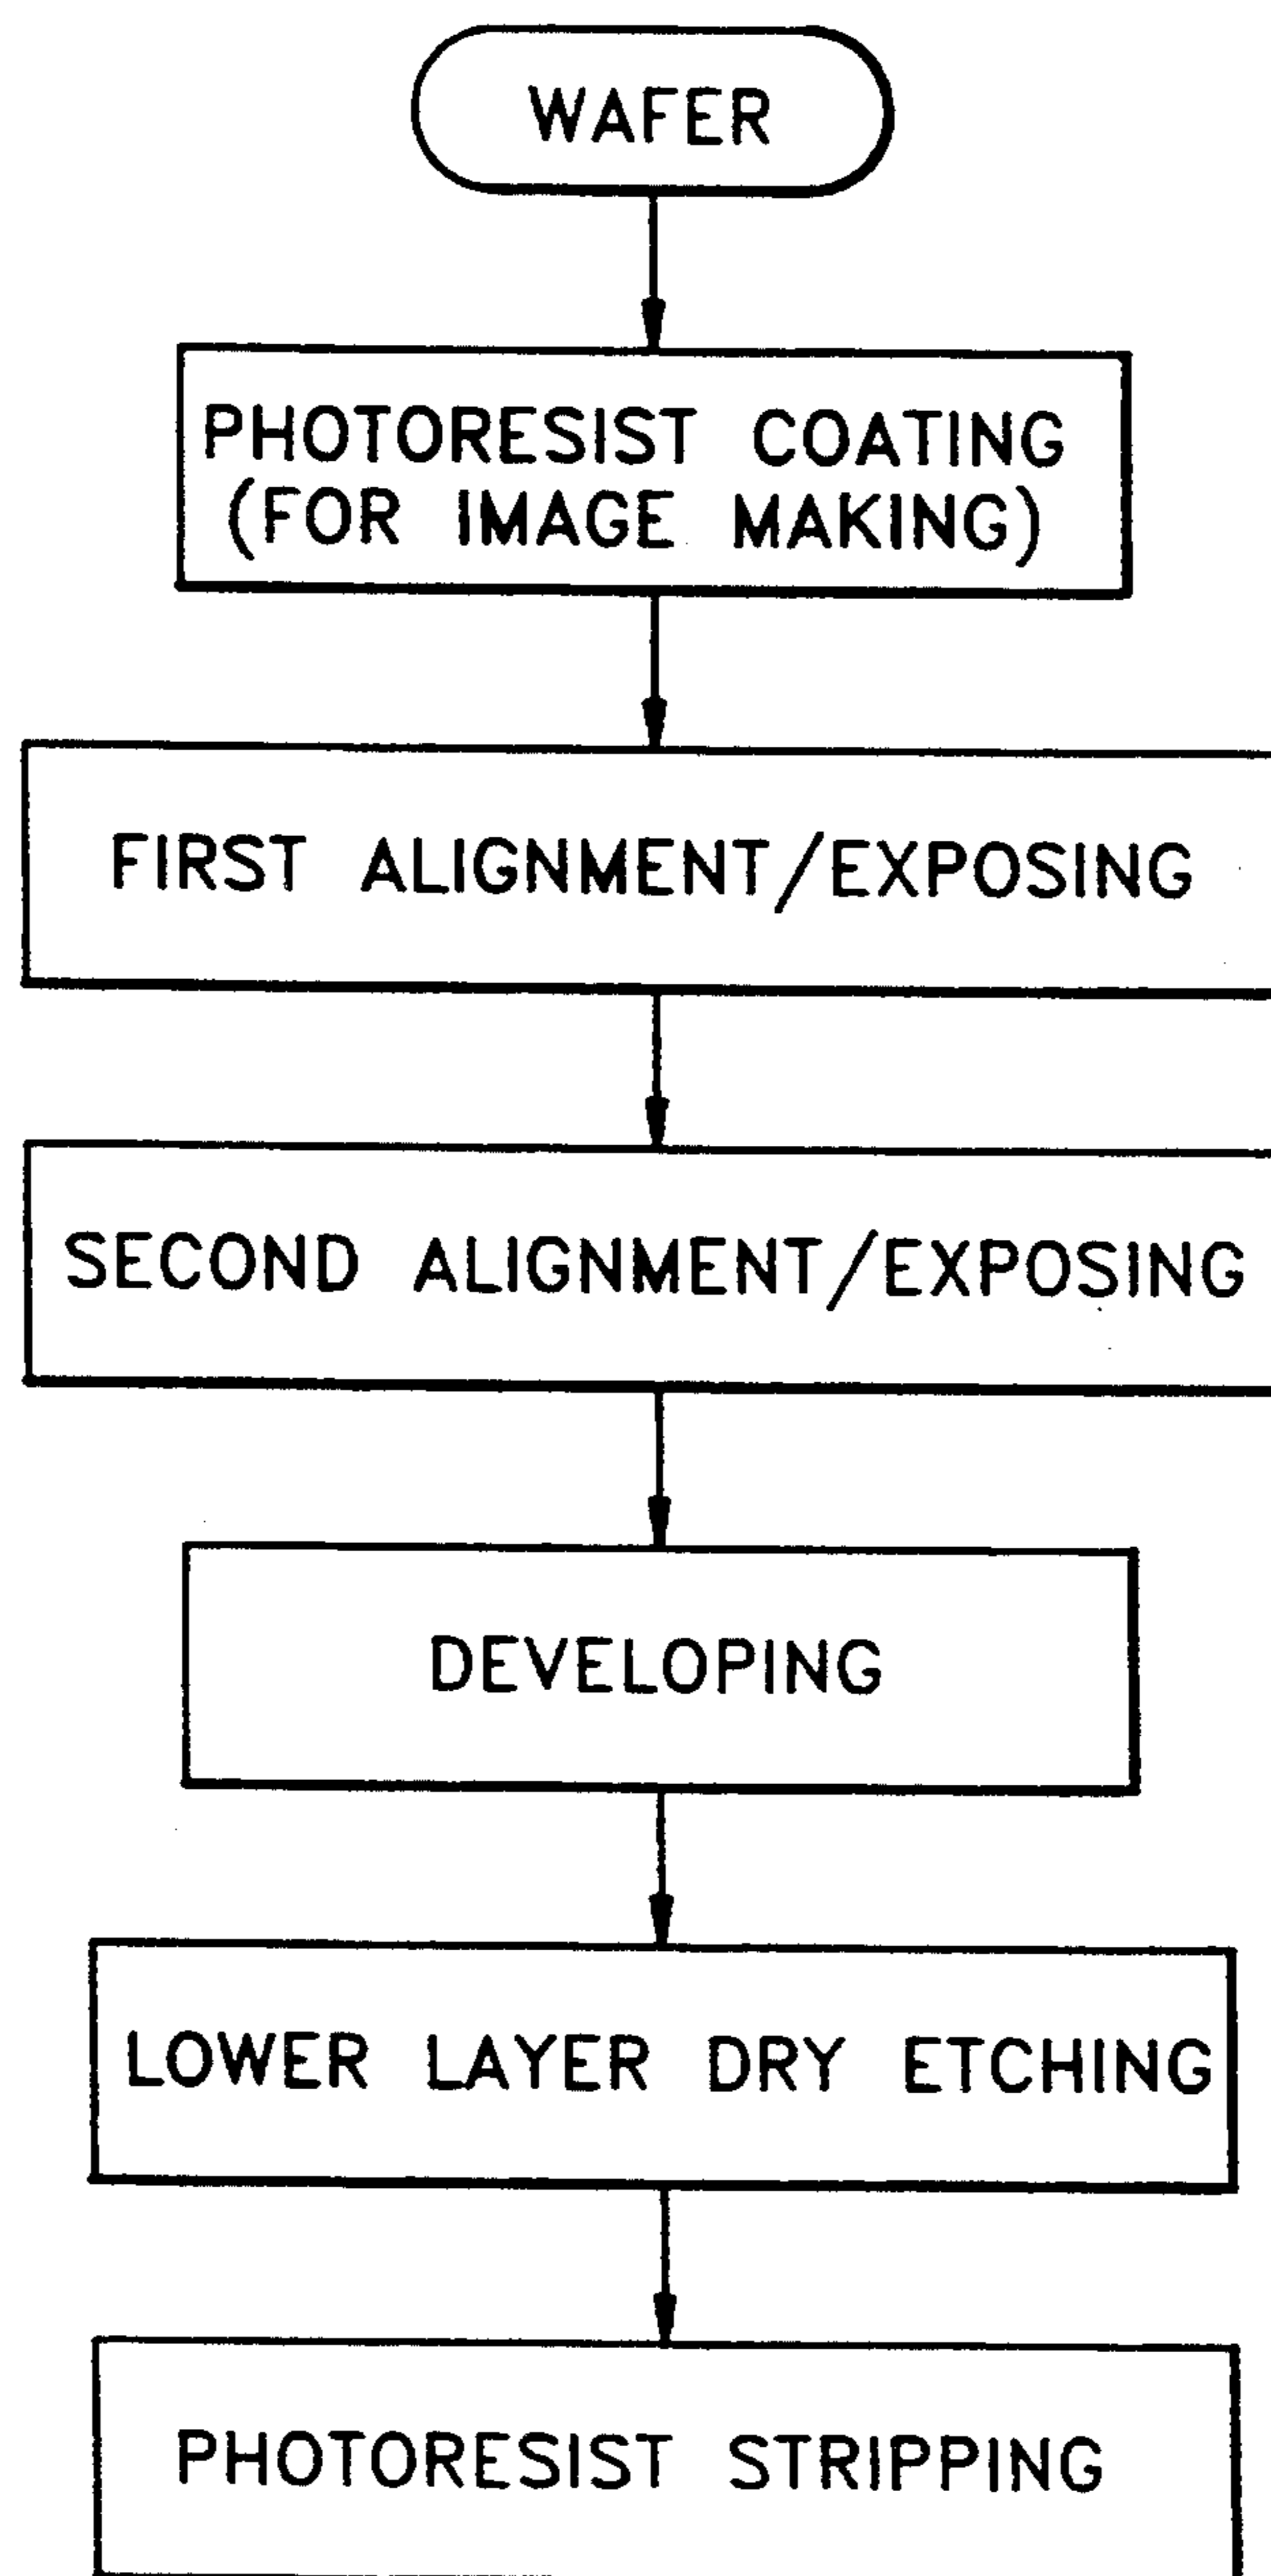 WAFER
PHOTORESIST COATING
(FOR IMAGE MAKING)
FIRST ALIGNMENT/EXPOSING
SECOND ALIGNMENT/EXPOSING
DEVELOPING
LOWER LAYER DRY ETCHING
PHOTORESIST STRIPPING